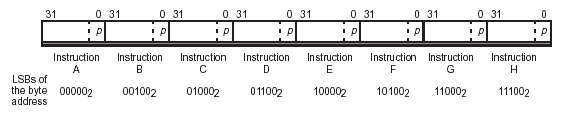 31 0 31 0 31 0 31 0 31 0 31 0 31 0 31 0
p p p p p p p p
Instruction Instruction Instruction Instruction Instruction Instruction Instruction Instruction
A B C D E F G H
LSBs of
the byte 00000₂ 00100₂ 01000₂ 01100₂ 10000₂ 10100₂ 11000₂ 11100₂
address